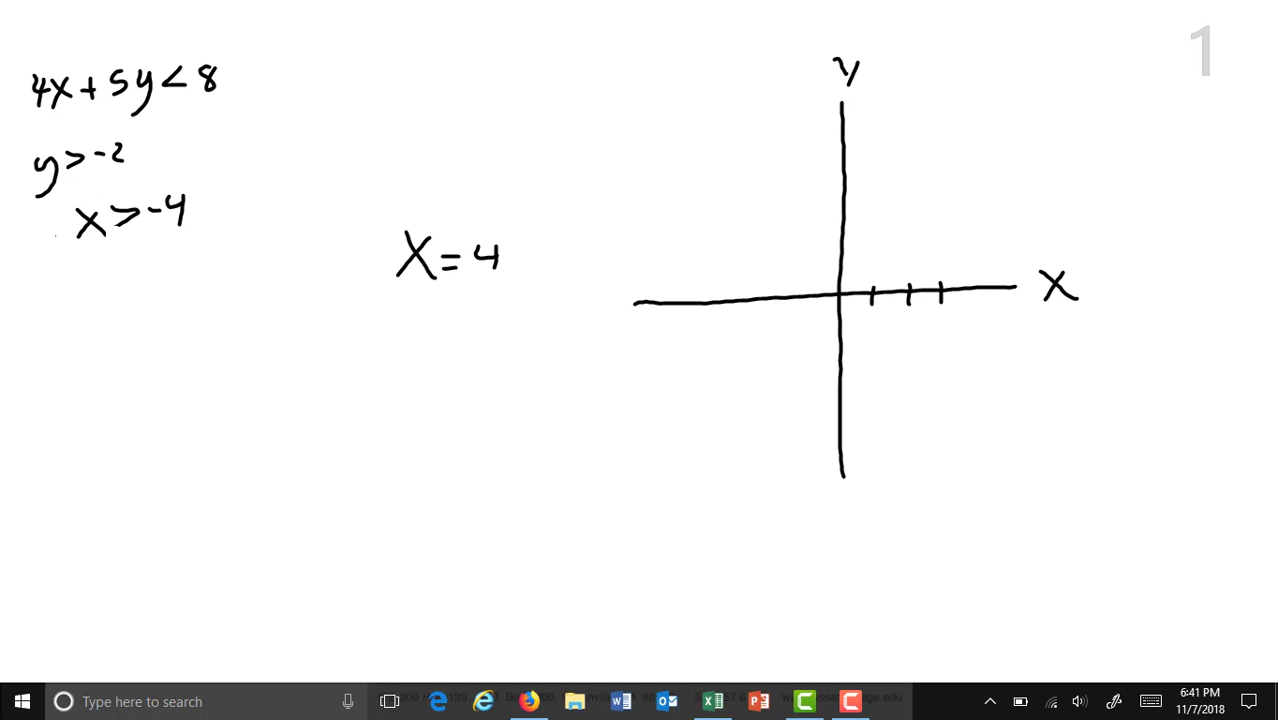 1
4x + 5y < 8
y > -2
x > -4
X = 4
y
X
Type here to search
6:41 PM
11/7/2018